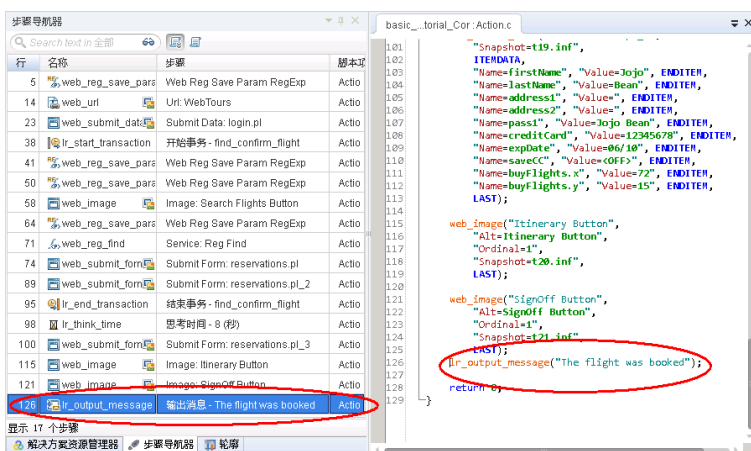 步骤导航器
Search text in 全部
行 名称 步骤 脚本项
5 web_reg_save_para Web Reg Save Param RegExp Actio
14 web_url Url: WebTours Actio
23 web_submit_data Submit Data: login.pl Actio
38 lr_start_transaction 开始事务 - find_confirm_flight Actio
41 web_reg_save_para Web Reg Save Param RegExp Actio
50 web_reg_save_para Web Reg Save Param RegExp Actio
58 web_image Image: Search Flights Button Actio
64 web_reg_save_para Web Reg Save Param RegExp Actio
71 web_reg_find Service: Reg Find Actio
74 web_submit_form Submit Form: reservations.pl Actio
89 web_submit_form Submit Form: reservations.pl_2 Actio
95 lr_end_transaction 结束事务 - find_confirm_flight Actio
98 lr_think_time 思考时间 - 8 (秒) Actio
100 web_submit_form Submit Form: reservations.pl_3 Actio
115 web_image Image: Itinerary Button Actio
121 web_image Image: SignOff Button Actio
126 lr_output_message 输出消息 - The flight was booked Actio
显示 17 个步骤
解决方案资源管理器 步骤导航器 轮廓
basic_...torial_Cor : Action.c
101 "Snapshot=t19.inf",
102 ITEMDATA,
103 "Name=firstName", "Value=Jojo", ENDITEM,
104 "Name=lastName", "Value=Bean", ENDITEM,
105 "Name=address1", "Value=", ENDITEM,
106 "Name=address2", "Value=", ENDITEM,
107 "Name=pass1", "Value=Jojo Bean", ENDITEM,
108 "Name=creditCard", "Value=12345678", ENDITEM,
109 "Name=expDate", "Value=06/10", ENDITEM,
110 "Name=saveCC", "Value=<OFF>", ENDITEM,
111 "Name=buyFlights.x", "Value=72", ENDITEM,
112 "Name=buyFlights.y", "Value=15", ENDITEM,
113 LAST);
114
115 web_image("Itinerary Button",
116 "Alt=Itinerary Button",
117 "Ordinal=1",
118 "Snapshot=t20.inf",
119 LAST);
120
121 web_image("SignOff Button",
122 "Alt=SignOff Button",
123 "Ordinal=1",
124 "Snapshot=t21.inf",
125 LAST);
126 lr_output_message("The flight was booked");
127
128 return 0;
129 }